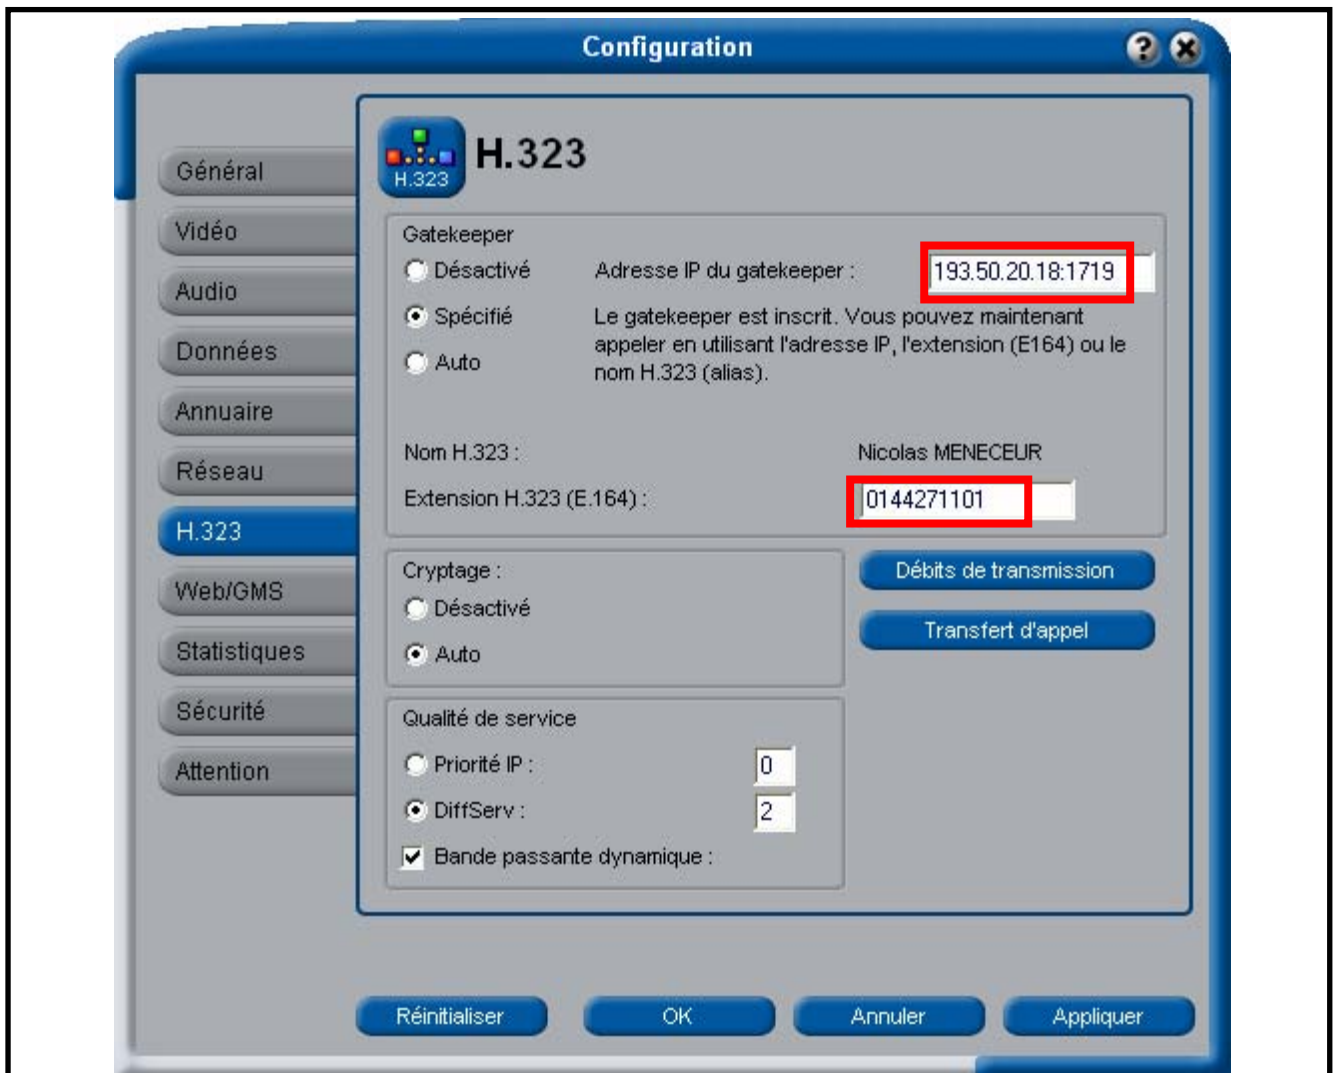 Configuration
H.323
H.323
Général
Vidéo
Audio
Données
Annuaire
Réseau
H.323
Web/GMS
Statistiques
Sécurité
Attention
Gatekeeper
Désactivé
Spécifié
Auto
Adresse IP du gatekeeper : 193.50.20.18:1719
Le gatekeeper est inscrit. Vous pouvez maintenant
appeler en utilisant l'adresse IP, l'extension (E164) ou le
nom H.323 (alias).
Nom H.323 : Nicolas MENECEUR
Extension H.323 (E.164) : 0144271101
Cryptage :
Désactivé
Auto
Débits de transmission
Transfert d'appel
Qualité de service
Priorité IP : 0
DiffServ : 2
Bande passante dynamique :
Réinitialiser OK Annuler Appliquer